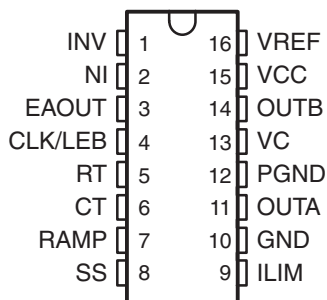 INV 1 16 VREF
NI 2 15 VCC
EAOUT 3 14 OUTB
CLK/LEB 4 13 VC
RT 5 12 PGND
CT 6 11 OUTA
RAMP 7 10 GND
SS 8 9 ILIM